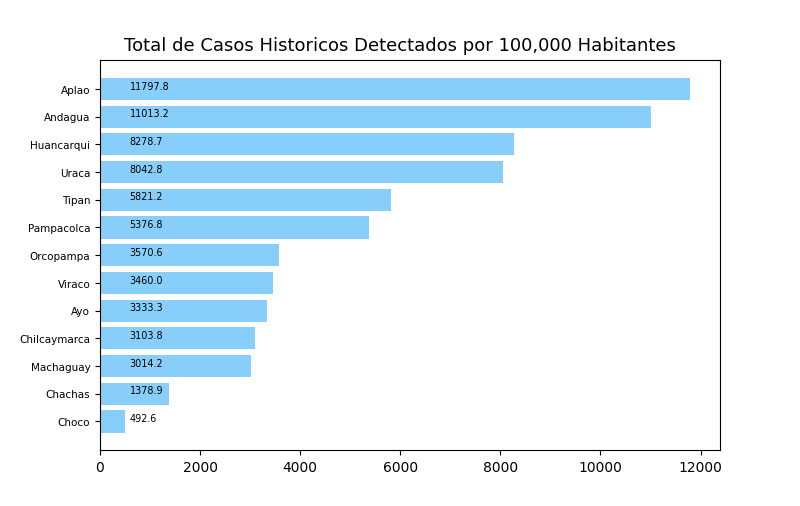 Total de Casos Historicos Detectados por 100,000 Habitantes
Aplao 11797.8
Andagua 11013.2
Huancarqui 8278.7
Uraca 8042.8
Tipan 5821.2
Pampacolca 5376.8
Orcopampa 3570.6
Viraco 3460.0
Ayo 3333.3
Chilcaymarca 3103.8
Machaguay 3014.2
Chachas 1378.9
Choco 492.6
0 2000 4000 6000 8000 10000 12000